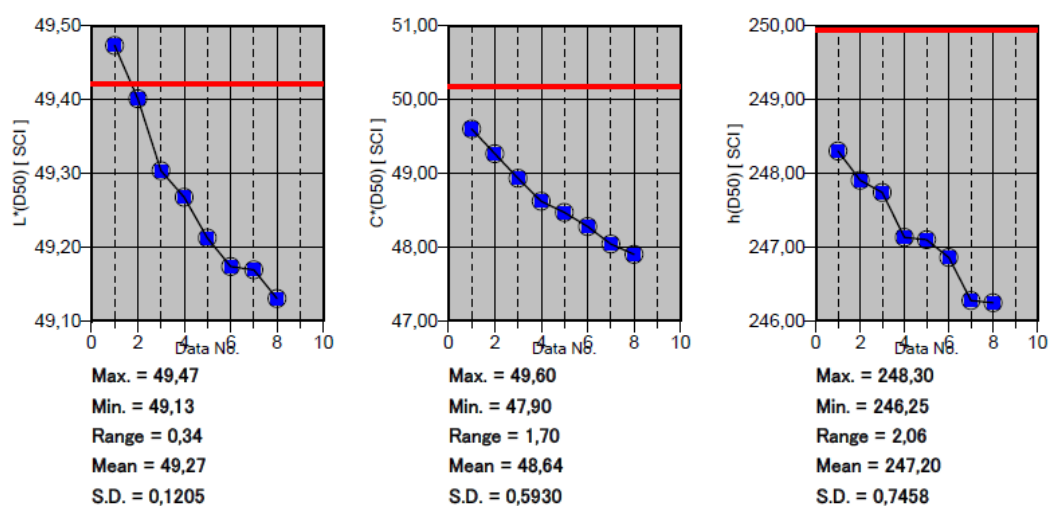 49,50
49,40
49,30
49,20
49,10
L*(D50) [ SCI ]
0 2 4 6 8 10
Data No.
Max. = 49,47
Min. = 49,13
Range = 0,34
Mean = 49,27
S.D. = 0,1205
51,00
50,00
49,00
48,00
47,00
C*(D50) [ SCI ]
0 2 4 6 8 10
Data No.
Max. = 49,60
Min. = 47,90
Range = 1,70
Mean = 48,64
S.D. = 0,5930
250,00
249,00
248,00
247,00
246,00
h(D50) [ SCI ]
0 2 4 6 8 10
Data No.
Max. = 248,30
Min. = 246,25
Range = 2,06
Mean = 247,20
S.D. = 0,7458